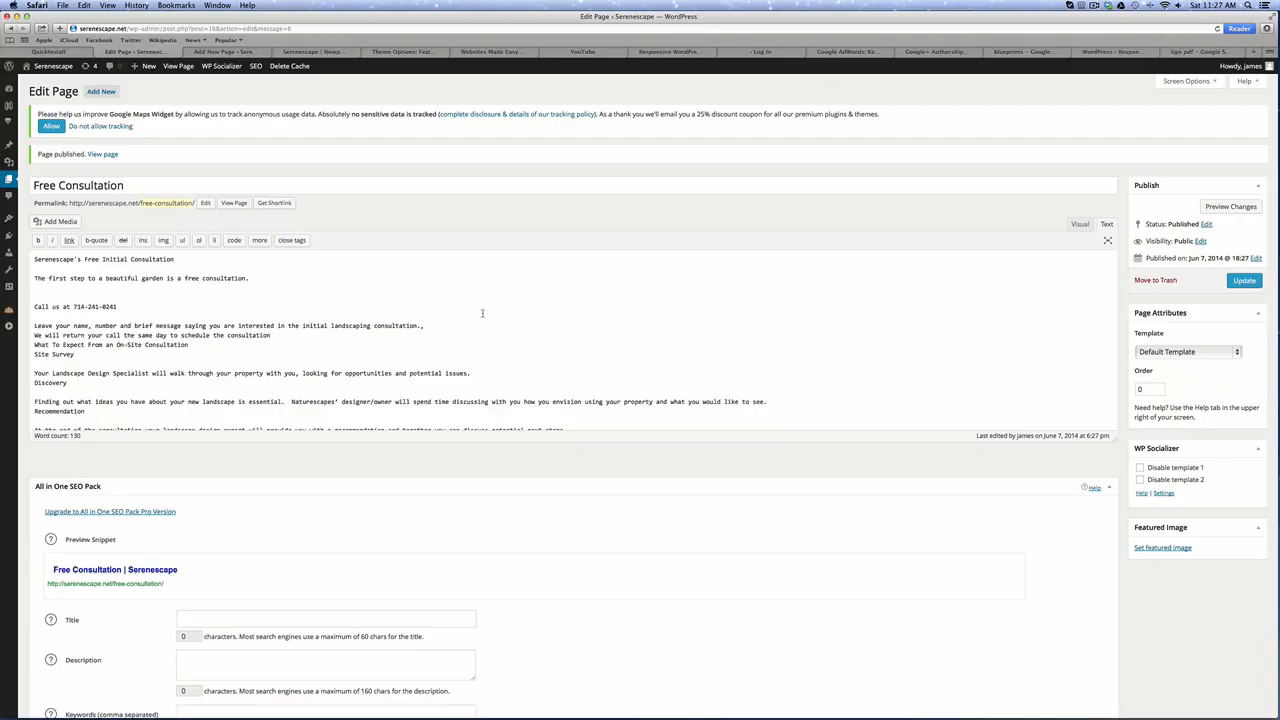 Safari File Edit View History Bookmarks Window Help Sat 11:27 AM
Edit Page ‹ Serenescape — WordPress
serenescape.net/wp-admin/post.php?post=16&action=edit&message=6 Reader
Apple iCloud Facebook Twitter Wikipedia News Popular
QuickInstall Edit Page ‹ Serensc... Add New Page ‹ Sere... Serenescape | Newp... Theme Options: Feat... Websites Made Easy... YouTube Responsive WordPre... › Log In Google AdWords: Ke... Google+ Authorship... blueprints – Google... WordPress › Respon... tips pdf – Google S...
Serenescape 4 New View Page WP Socializer SEO Delete Cache Howdy, james
Screen Options Help
Edit Page Add New
Please help us improve Google Maps Widget by allowing us to track anonymous usage data. Absolutely no sensitive data is tracked (complete disclosure & details of our tracking policy). As a thank you we'll email you a 25% discount coupon for all our premium plugins & themes.
Allow Do not allow tracking
Page published. View page
Free Consultation
Permalink: http://serenescape.net/free-consultation/ Edit View Page Get Shortlink
Add Media Visual Text
b i link b-quote del ins img ul ol li code more close tags
Serenescape's Free Initial Consultation
The first step to a beautiful garden is a free consultation.
Call us at 714-241-0241
Leave your name, number and brief message saying you are interested in the initial landscaping consultation.,
We will return your call the same day to schedule the consultation
What To Expect From an On-Site Consultation
Site Survey
Your Landscape Design Specialist will walk through your property with you, looking for opportunities and potential issues.
Discovery
Finding out what ideas you have about your new landscape is essential. Naturescapes' designer/owner will spend time discussing with you how you envision using your property and what you would like to see.
Recommendation
Word count: 130 Last edited by james on June 7, 2014 at 6:27 pm
Publish
Preview Changes
Status: Published Edit
Visibility: Public Edit
Published on: Jun 7, 2014 @ 18:27 Edit
Move to Trash Update
Page Attributes
Template
Default Template
Order
0
Need help? Use the Help tab in the upper
right of your screen.
WP Socializer
Disable template 1
Disable template 2
Help | Settings
Featured Image
Set featured image
All in One SEO Pack Help
Upgrade to All in One SEO Pack Pro Version
Preview Snippet
Free Consultation | Serenescape
http://serenescape.net/free-consultation/
Title
0 characters. Most search engines use a maximum of 60 chars for the title.
Description
0 characters. Most search engines use a maximum of 160 chars for the description.
Keywords (comma separated)